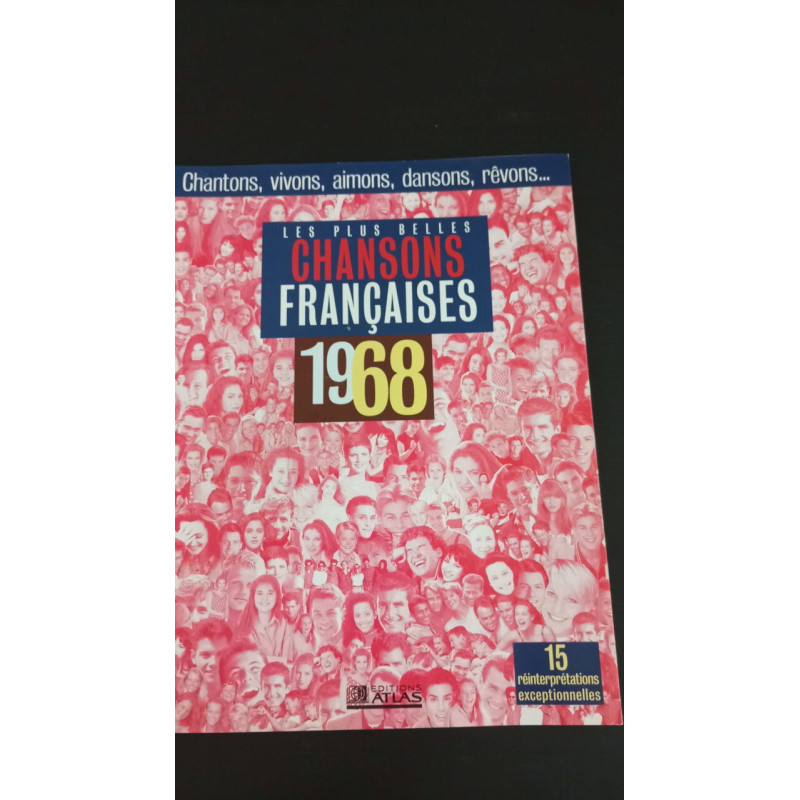 Chantons, vivons, aimons, dansons, rêvons...
LES PLUS BELLES
CHANSONS
FRANÇAISES
1968
15
réinterprétations
exceptionnelles
EDITIONS
ATLAS